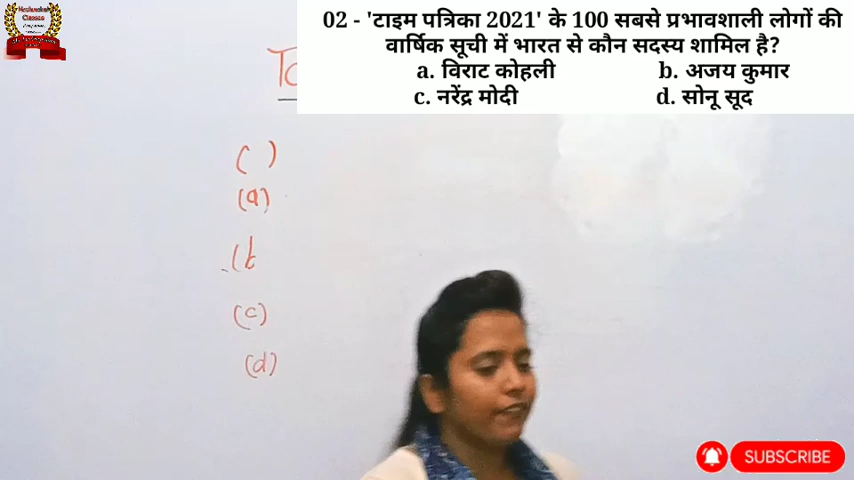 02 - 'टाइम पत्रिका 2021' के 100 सबसे प्रभावशाली लोगों की
वार्षिक सूची में भारत से कौन सदस्य शामिल है?
a. विराट कोहली b. अजय कुमार
c. नरेंद्र मोदी d. सोनू सूद
( )
(a)
(c)
(d)
SUBSCRIBE